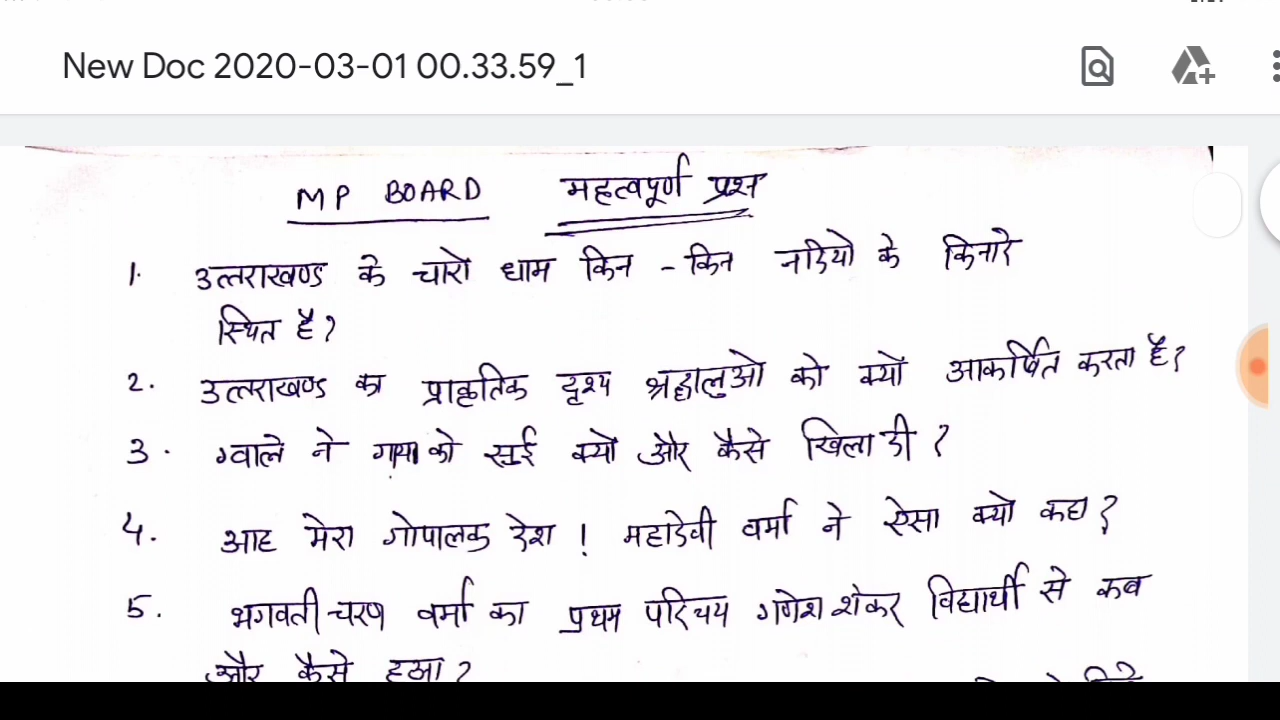 New Doc 2020-03-01 00.33.59_1
MP BOARD महत्वपूर्ण प्रश्न
1. उत्तराखण्ड के चारो धाम किन - किन नदियो के किनारे
स्थित है?
2. उत्तराखण्ड का प्राकृतिक दृश्य श्रद्धालुओ को क्यों आकर्षित करता है?
3. ग्वाले ने गाय को सुई क्यो और कैसे खिला दी?
4. आह मेरा गोपालक देश! महादेवी वर्मा ने ऐसा क्यो कहा?
5. भगवती चरण वर्मा का प्रथम परिचय गणेश शंकर विद्यार्थी से कब
और कैसे हुआ?